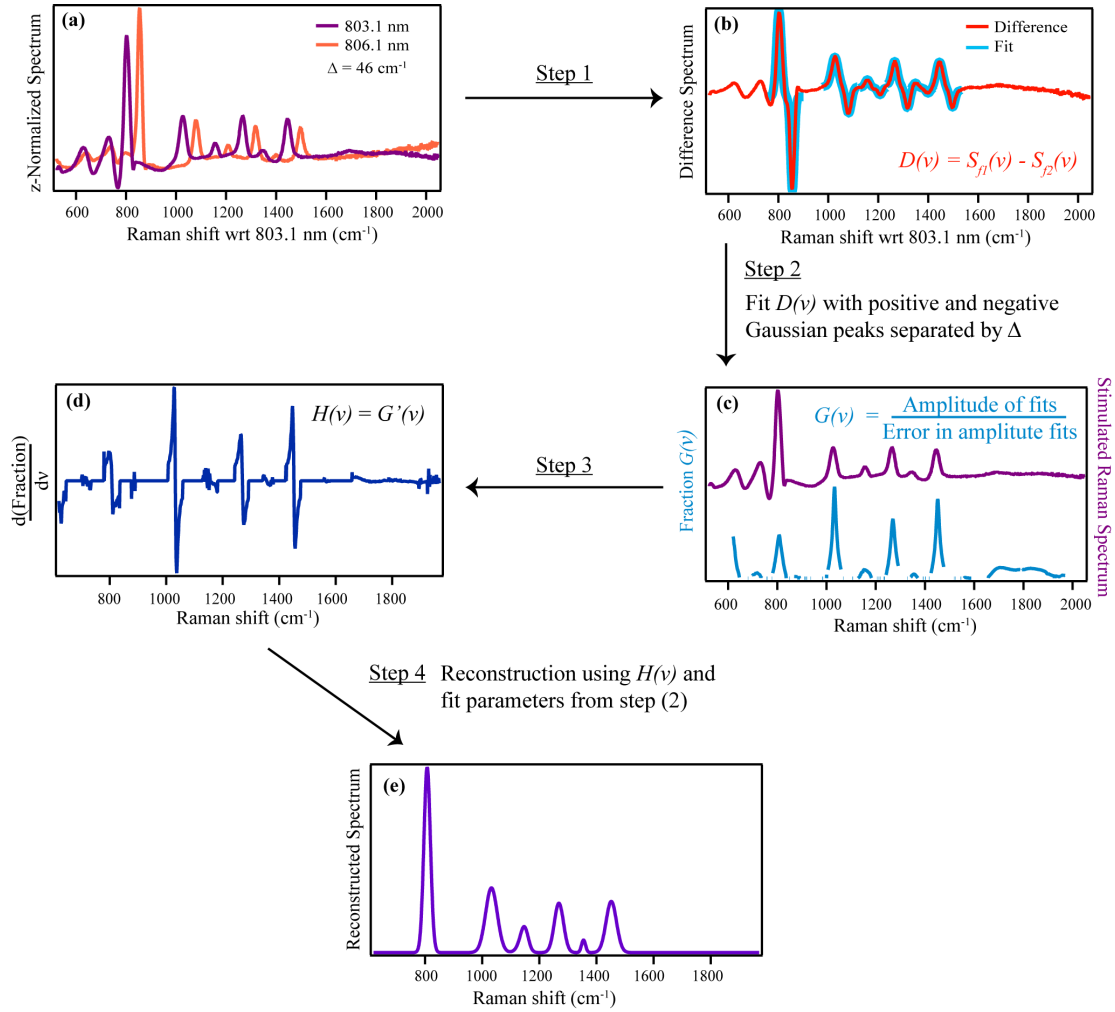 (a)
803.1 nm
806.1 nm
Δ = 46 cm⁻¹
z-Normalized Spectrum
600 800 1000 1200 1400 1600 1800 2000
Raman shift wrt 803.1 nm (cm⁻¹)
Step 1
(b)
Difference
Fit
Difference Spectrum
D(ν) = S_f1(ν) - S_f2(ν)
600 800 1000 1200 1400 1600 1800 2000
Raman shift wrt 803.1 nm (cm⁻¹)
Step 2
Fit D(ν) with positive and negative
Gaussian peaks separated by Δ
(c)
G(ν) = Amplitude of fits
Error in amplitute fits
Fraction G(ν)
Stimulated Raman Spectrum
600 800 1000 1200 1400 1600 1800 2000
Raman shift (cm⁻¹)
Step 3
(d)
H(ν) = G’(ν)
d(Fraction)
dν
800 1000 1200 1400 1600 1800
Raman shift (cm⁻¹)
Step 4 Reconstruction using H(ν) and
fit parameters from step (2)
(e)
Reconstructed Spectrum
800 1000 1200 1400 1600 1800
Raman shift (cm⁻¹)